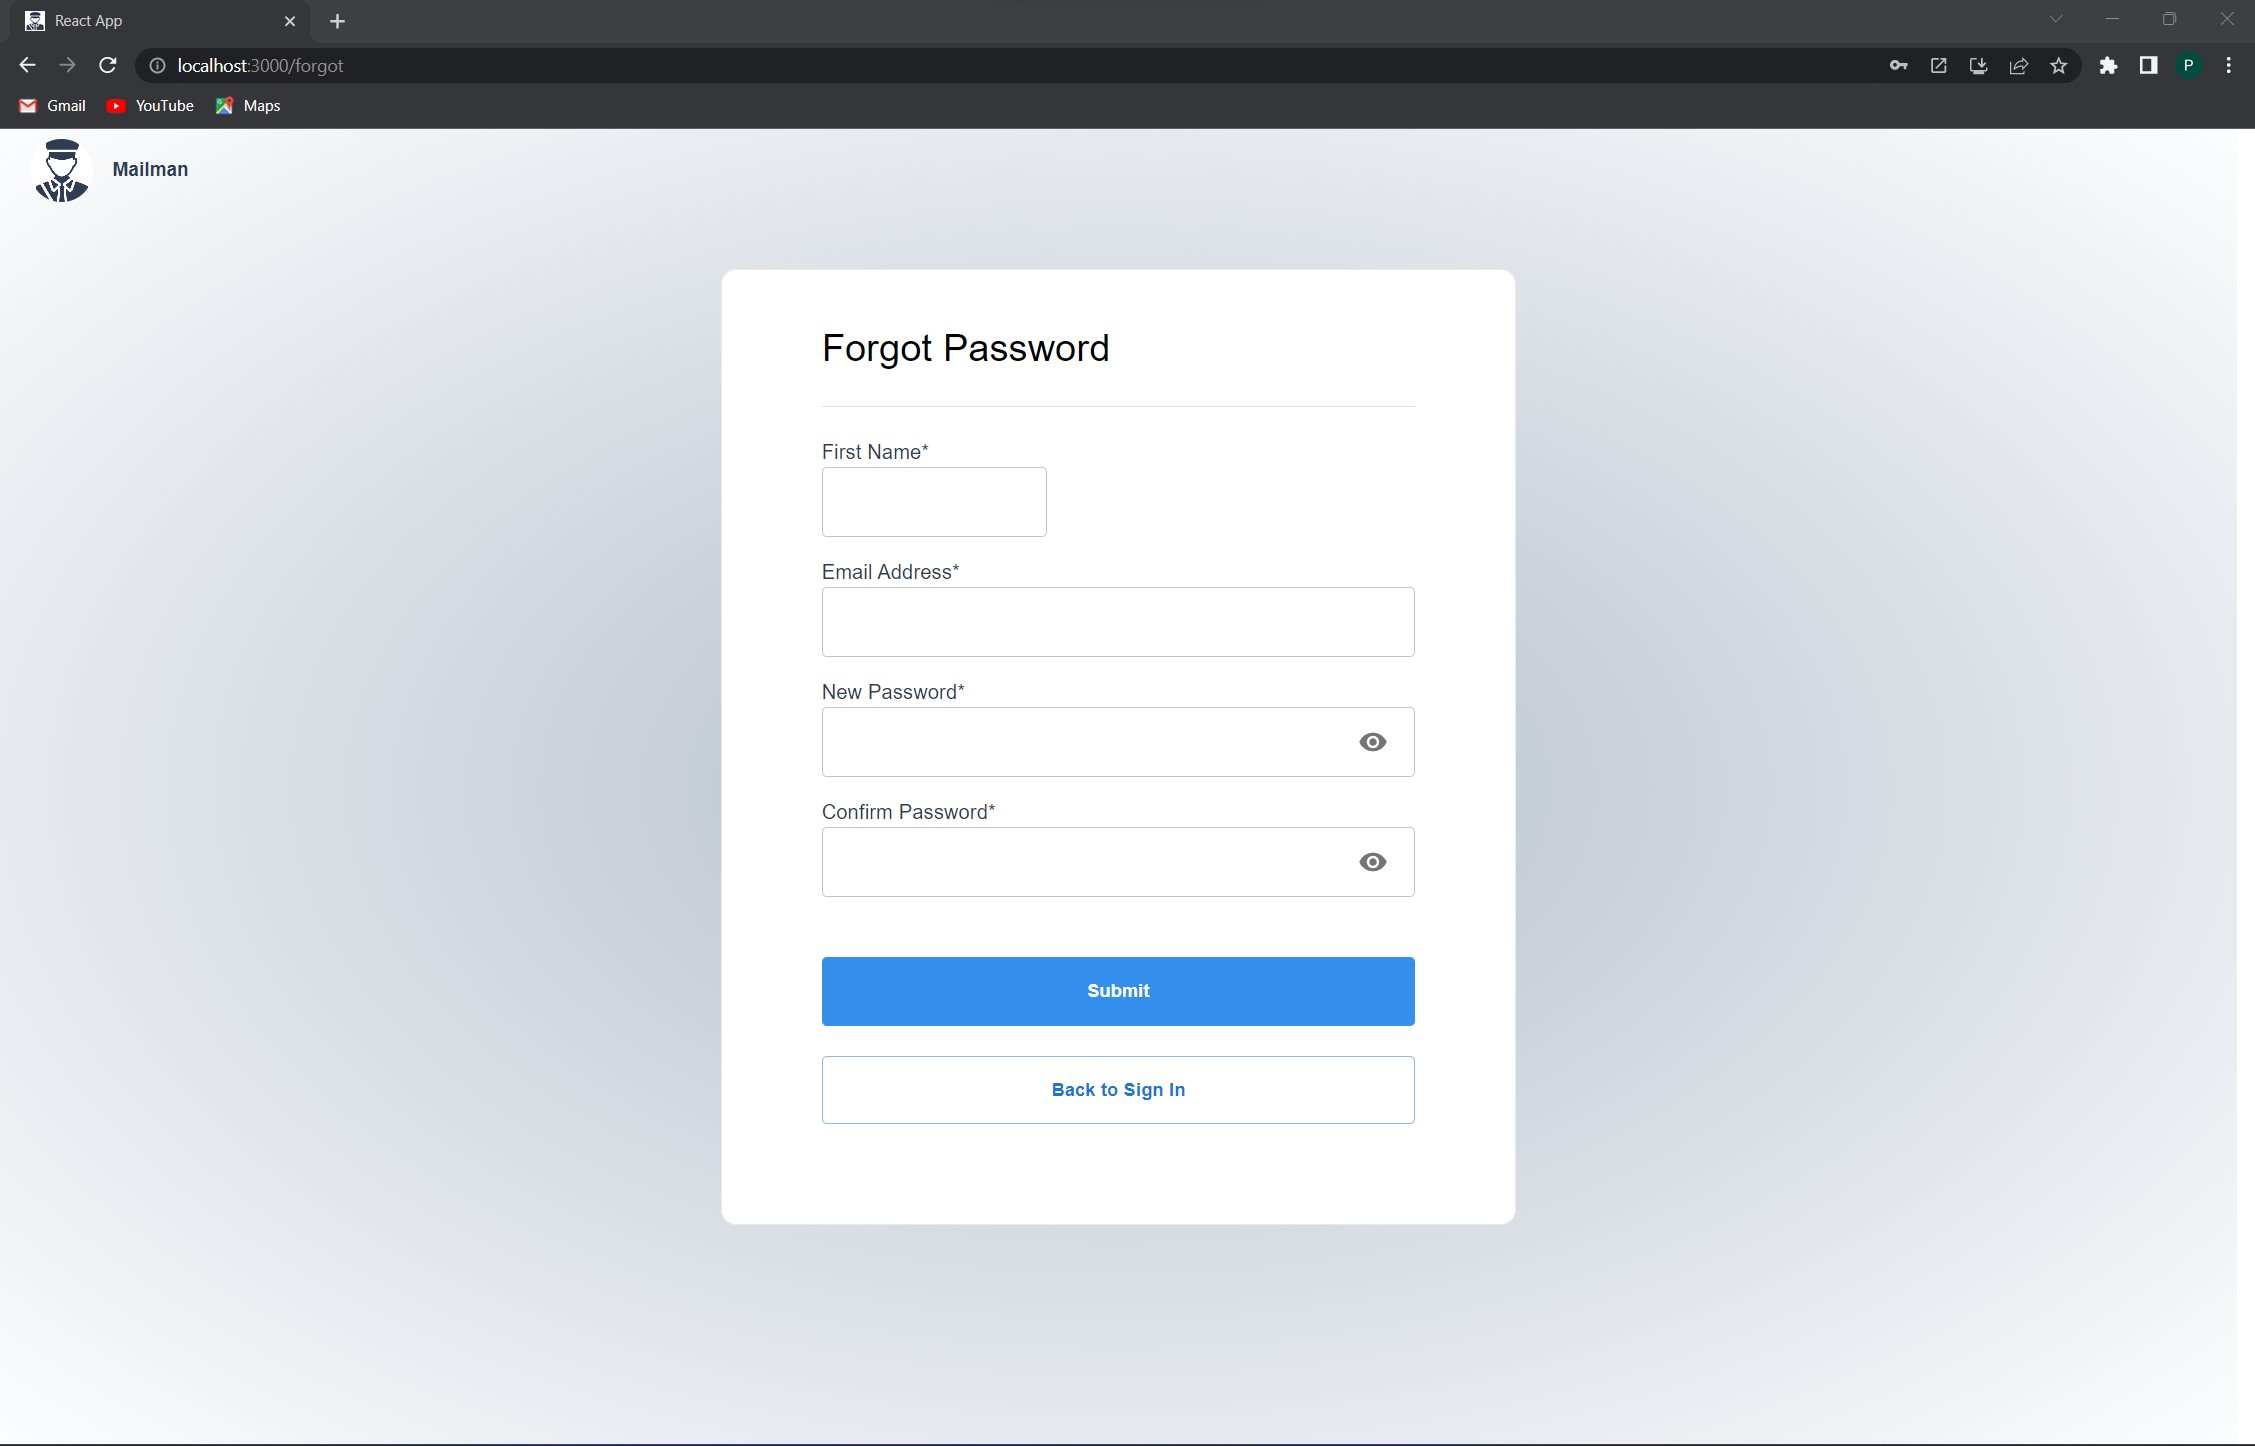 React App
localhost:3000/forgot
P
Gmail YouTube Maps
Mailman
Forgot Password
First Name*
Email Address*
New Password*
Confirm Password*
Submit
Back to Sign In